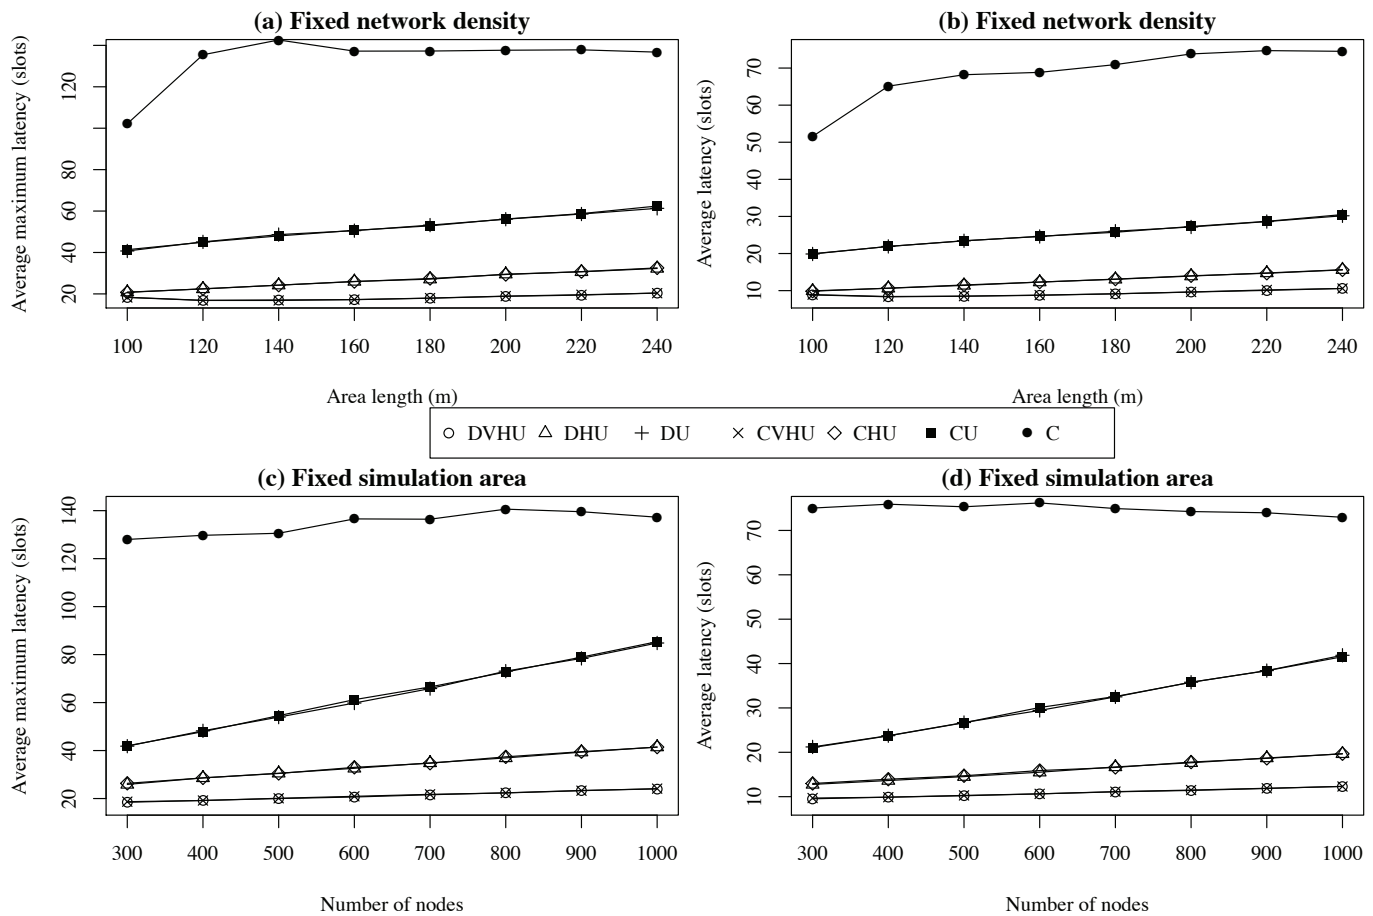 (a) Fixed network density
Average maximum latency (slots)
20 40 60 80 120
100 120 140 160 180 200 220 240
Area length (m)
(b) Fixed network density
Average latency (slots)
10 20 30 40 50 60 70
100 120 140 160 180 200 220 240
Area length (m)
DVHU DHU DU CVHU CHU CU C
(c) Fixed simulation area
Average maximum latency (slots)
20 40 60 80 100 120 140
300 400 500 600 700 800 900 1000
Number of nodes
(d) Fixed simulation area
Average latency (slots)
10 20 30 40 50 60 70
300 400 500 600 700 800 900 1000
Number of nodes